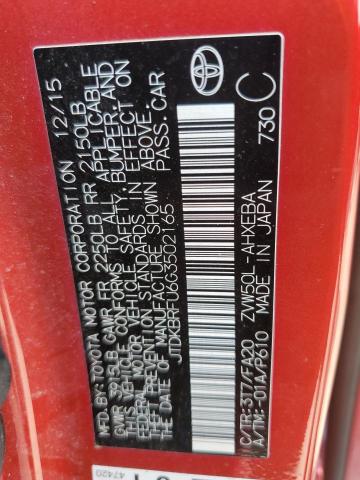 MFD.BY:TOYOTA MOTOR CORPORATION 12/15
GVWR 3915LB GAWR FR 2250LB RR 2150LB
THIS VEHICLE CONFORMS TO ALL APPLICABLE
FEDERAL MOTOR VEHICLE SAFETY, BUMPER, AND
THEFT PREVENTION STANDARDS IN EFFECT ON
THE DATE OF MANUFACTURE SHOWN ABOVE.
JTDKBRFU6G3502165 PASS.CAR
C/TR:3T7/FA20 ZVW50L-AHXEBA
A/TM:-01A/P610 MADE IN JAPAN 730 C
47420